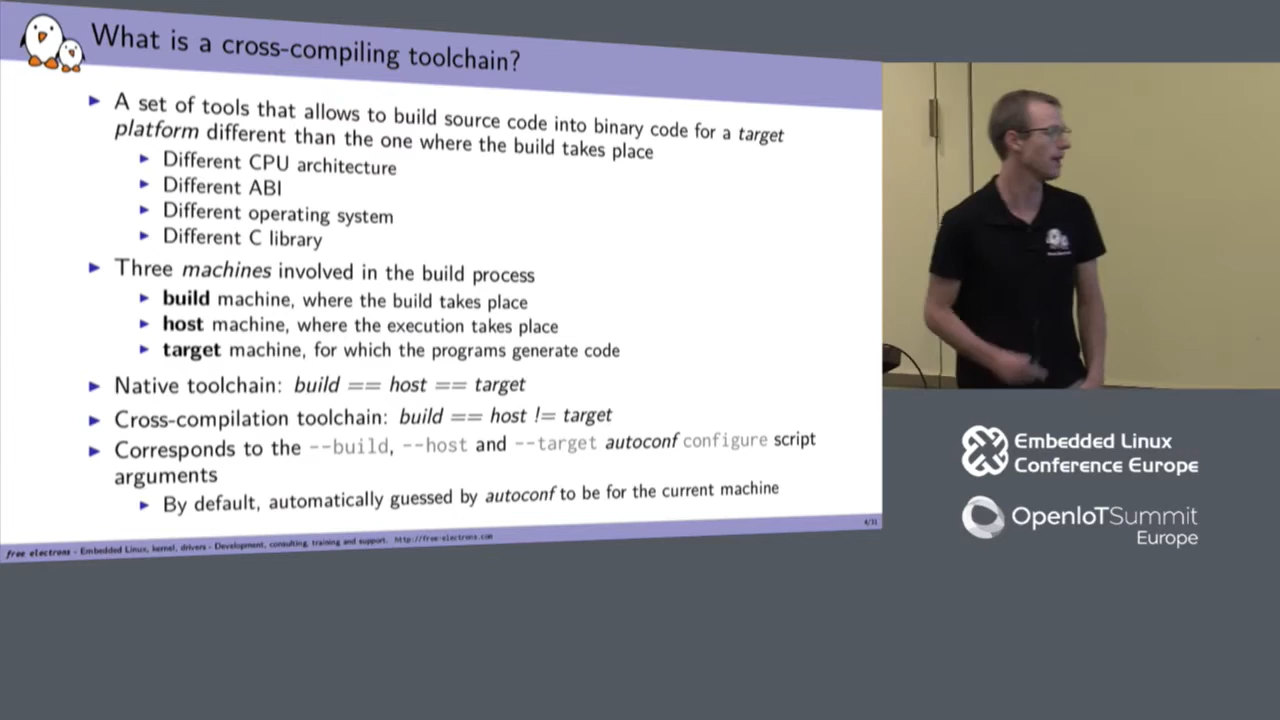 What is a cross-compiling toolchain?
A set of tools that allows to build source code into binary code for a target
platform different than the one where the build takes place
Different CPU architecture
Different ABI
Different operating system
Different C library
Three machines involved in the build process
build machine, where the build takes place
host machine, where the execution takes place
target machine, for which the programs generate code
Native toolchain: build == host == target
Cross-compilation toolchain: build == host != target
Corresponds to the --build, --host and --target autoconf configure script
arguments
By default, automatically guessed by autoconf to be for the current machine
free electrons - Embedded Linux, kernel, drivers - Development, consulting, training and support. http://free-electrons.com
4/31
Embedded Linux
Conference Europe
OpenIoTSummit
Europe